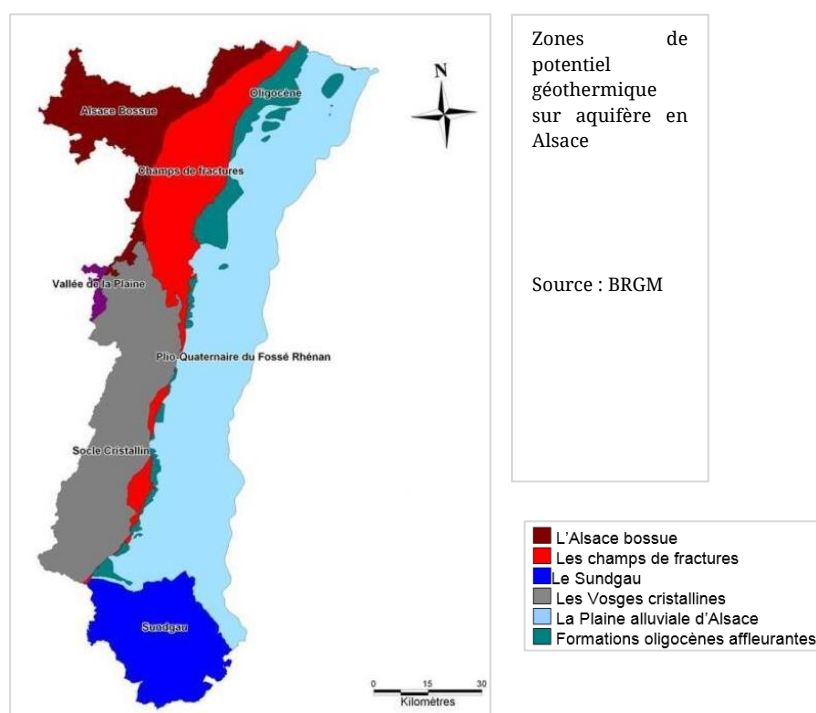 N
Oligocène
Alsace Bossue
Champs de fractures
Vallée de la Plaine
Plio-Quaternaire du Fossé Rhénan
Socle Cristallin
Sundgau
0 15 30
Kilomètres
Zones de
potentiel
géothermique
sur aquifère en
Alsace
Source : BRGM
L'Alsace bossue
Les champs de fractures
Le Sundgau
Les Vosges cristallines
La Plaine alluviale d'Alsace
Formations oligocènes affleurantes